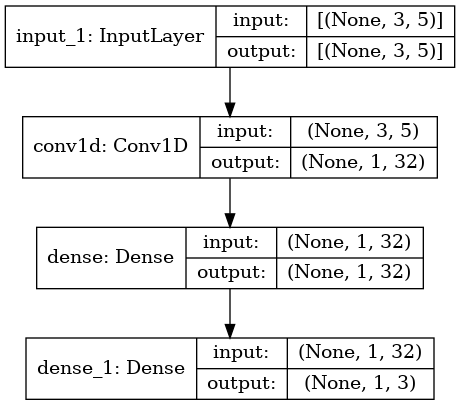 input_1: InputLayer
input:
[(None, 3, 5)]
output:
[(None, 3, 5)]
conv1d: Conv1D
input:
(None, 3, 5)
output:
(None, 1, 32)
dense: Dense
input:
(None, 1, 32)
output:
(None, 1, 32)
dense_1: Dense
input:
(None, 1, 32)
output:
(None, 1, 3)